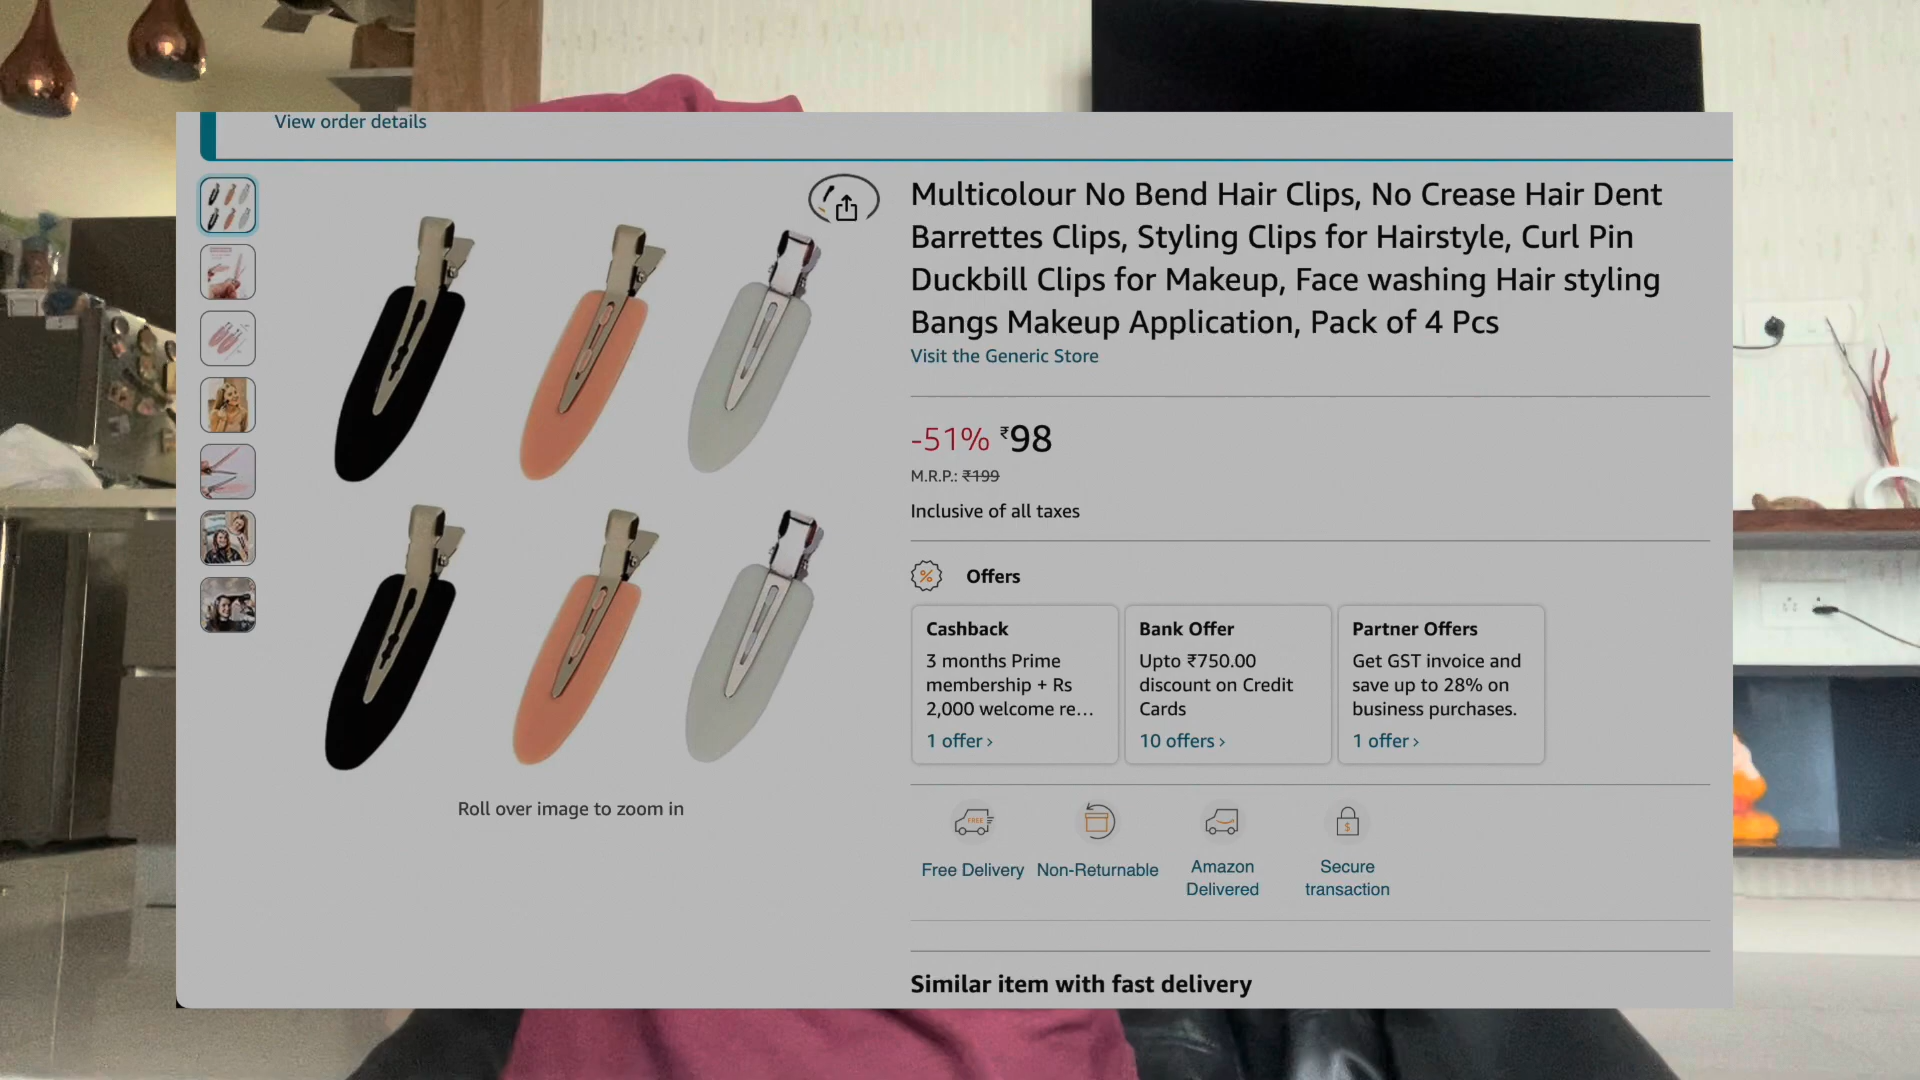 View order details
Multicolour No Bend Hair Clips, No Crease Hair Dent
Barrettes Clips, Styling Clips for Hairstyle, Curl Pin
Duckbill Clips for Makeup, Face washing Hair styling
Bangs Makeup Application, Pack of 4 Pcs
Visit the Generic Store
-51% ₹98
M.R.P.: ₹199
Inclusive of all taxes
Offers
Cashback
3 months Prime
membership + Rs
2,000 welcome re...
1 offer ›
Bank Offer
Upto ₹750.00
discount on Credit
Cards
10 offers ›
Partner Offers
Get GST invoice and
save up to 28% on
business purchases.
1 offer ›
Roll over image to zoom in
FREE
Free Delivery
Non-Returnable
Amazon
Delivered
Secure
transaction
Similar item with fast delivery